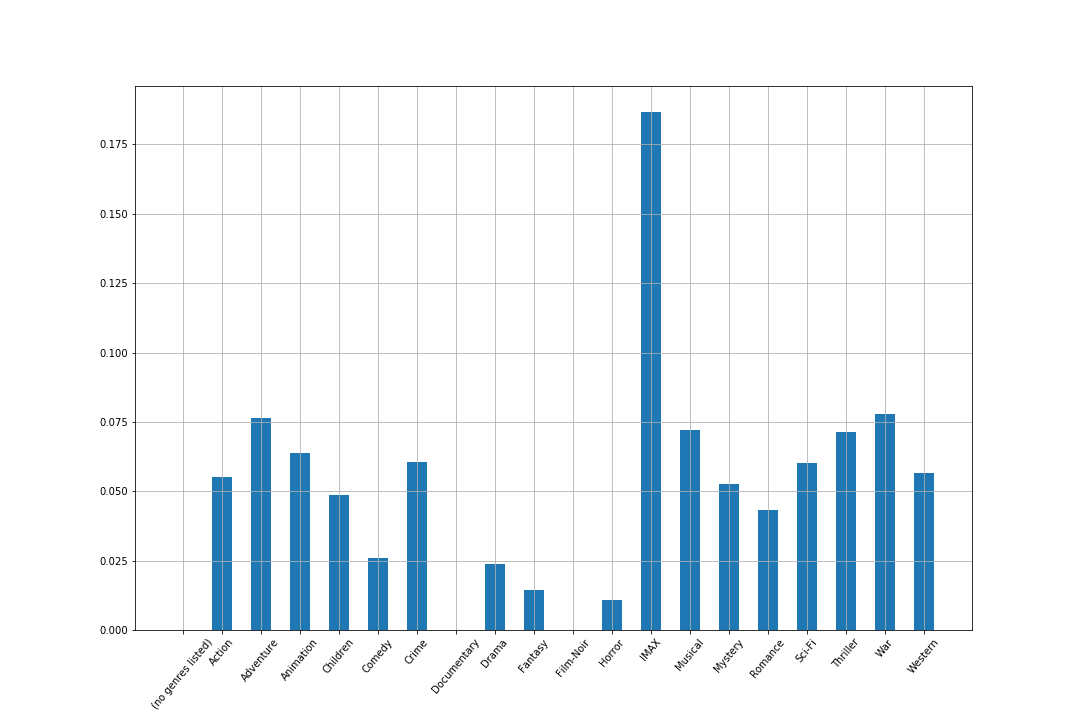 0.175
0.150
0.125
0.100
0.075
0.050
0.025
0.000
(no genres listed)
Action
Adventure
Animation
Children
Comedy
Crime
Documentary
Drama
Fantasy
Film-Noir
Horror
IMAX
Musical
Mystery
Romance
Sci-Fi
Thriller
War
Western